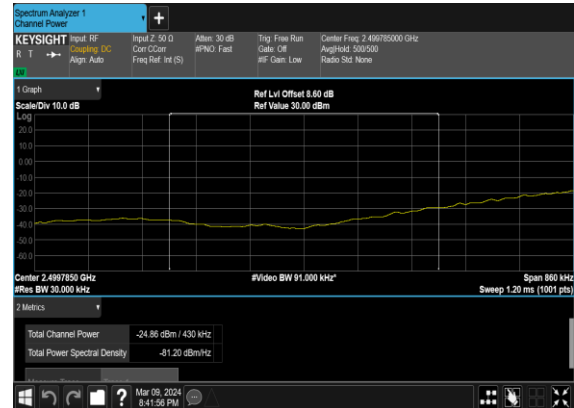 Spectrum Analyzer 1
Channel Power
+
KEYSIGHT Input: RF Input Z: 50 Ω Atten: 30 dB Trig: Free Run Center Freq: 2.499785000 GHz
R T Coupling: DC Corr CCorr #PNO: Fast Gate: Off Avg|Hold: 500/500
Align: Auto Freq Ref: Int (S) #IF Gain: Low Radio Std: None
LXI
1 Graph
Ref Lvl Offset 8.60 dB
Scale/Div 10.0 dB Ref Value 30.00 dBm
Log
20.0
10.0
0.00
-10.0
-20.0
-30.0
-40.0
-50.0
-60.0
Center 2.4997850 GHz #Video BW 91.000 kHz* Span 860 kHz
#Res BW 30.000 kHz Sweep 1.20 ms (1001 pts)
2 Metrics
Total Channel Power -24.86 dBm / 430 kHz
Total Power Spectral Density -81.20 dBm/Hz
?
Mar 09, 2024
8:41:56 PM